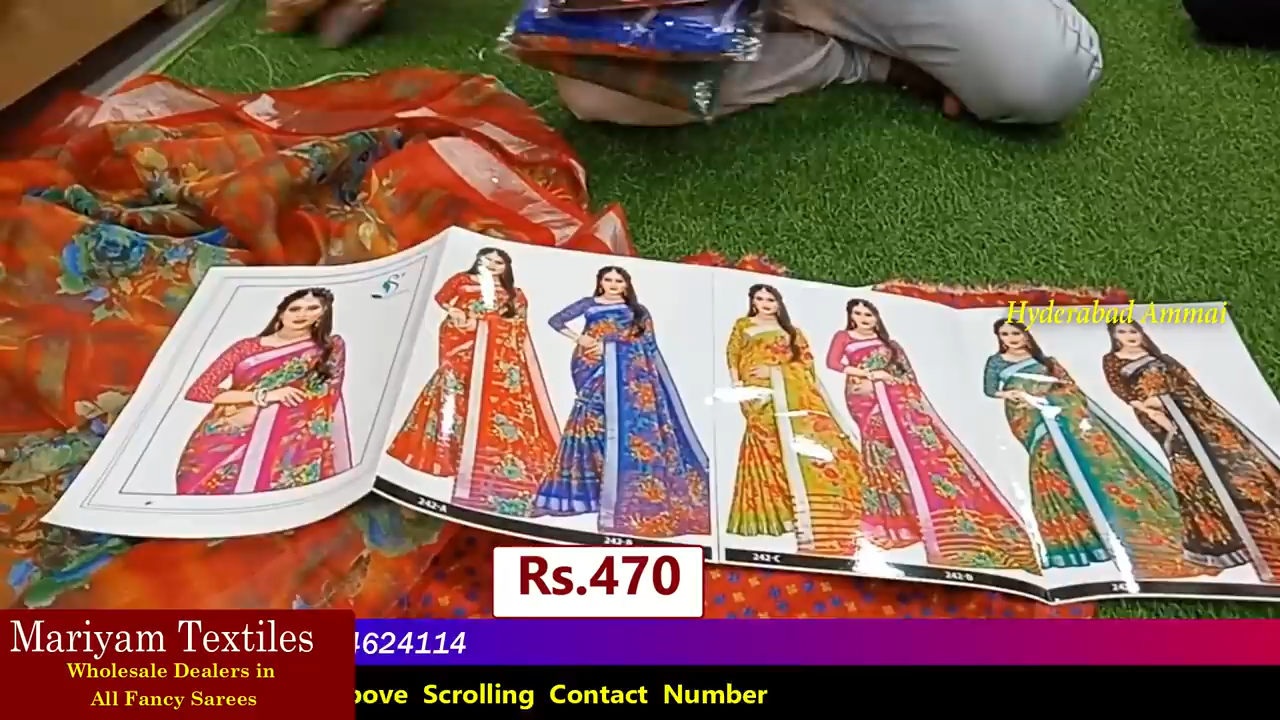 Hyderabad Ammai
242-A
242-B
242-C
242-D
Rs.470
Mariyam Textiles
Wholesale Dealers in
All Fancy Sarees
4624114
bove Scrolling Contact Number